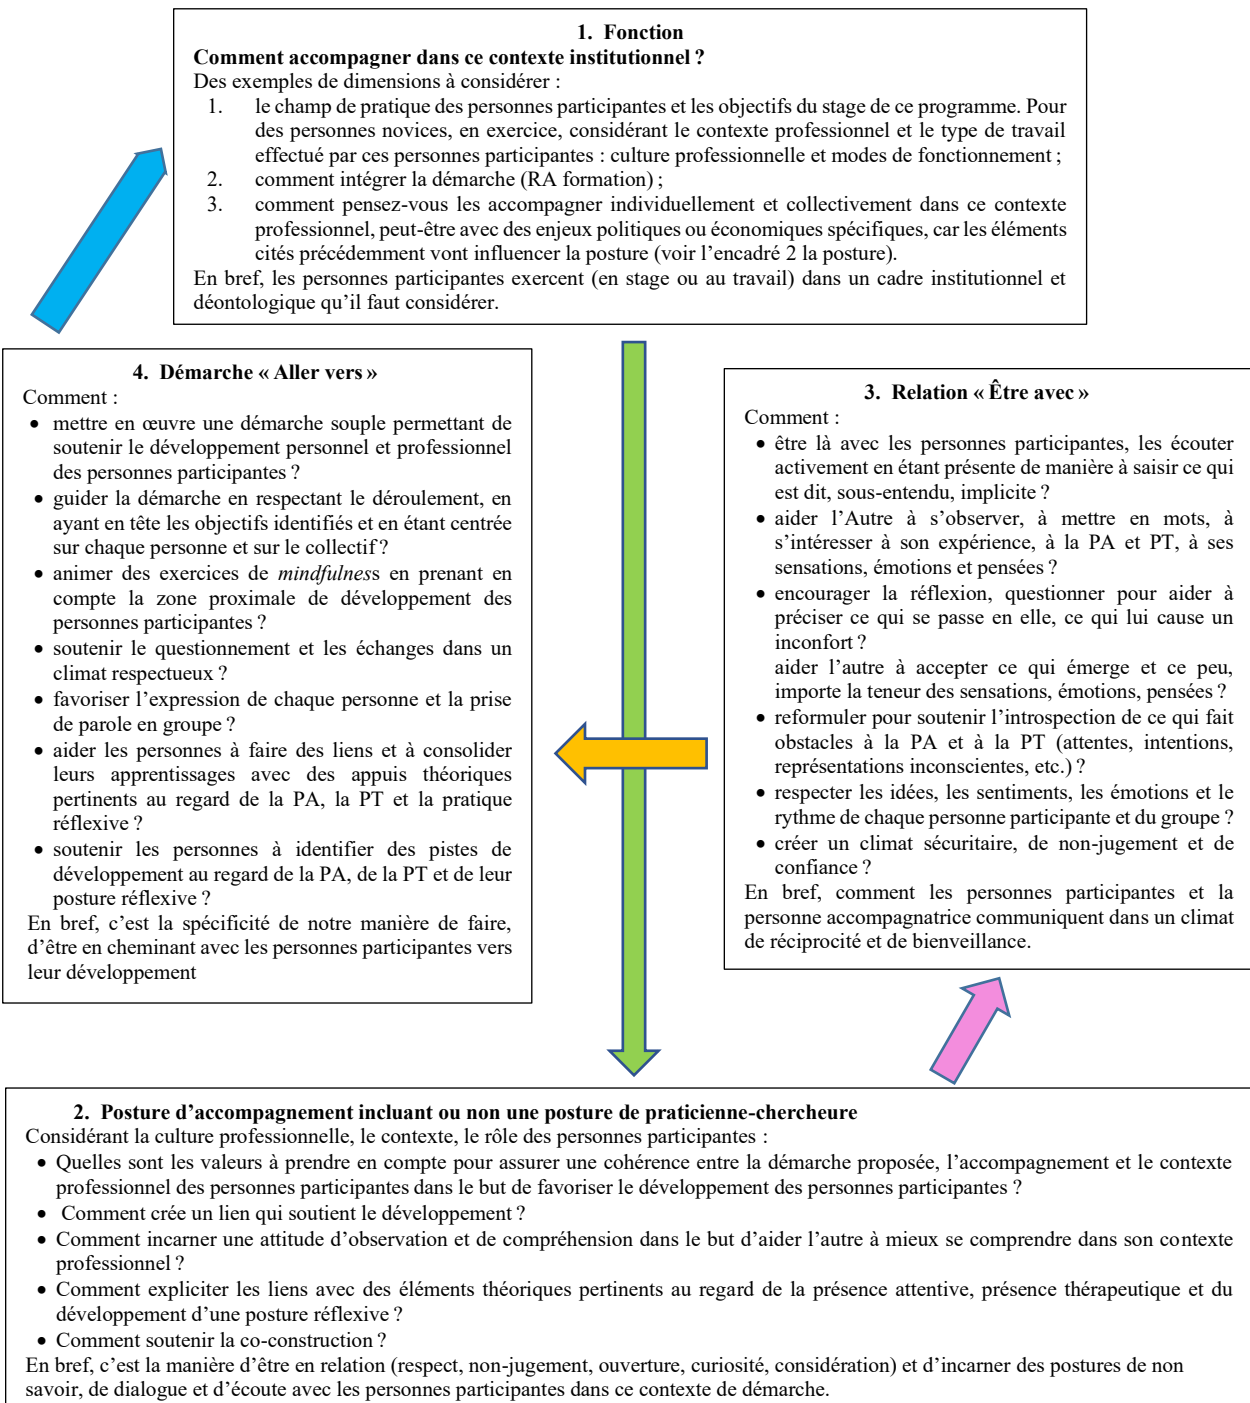 1. Fonction
Comment accompagner dans ce contexte institutionnel ?
Des exemples de dimensions à considérer :
1. le champ de pratique des personnes participantes et les objectifs du stage de ce programme. Pour
des personnes novices, en exercice, considérant le contexte professionnel et le type de travail
effectué par ces personnes participantes : culture professionnelle et modes de fonctionnement ;
2. comment intégrer la démarche (RA formation) ;
3. comment pensez-vous les accompagner individuellement et collectivement dans ce contexte
professionnel, peut-être avec des enjeux politiques ou économiques spécifiques, car les éléments
cités précédemment vont influencer la posture (voir l'encadré 2 la posture).
En bref, les personnes participantes exercent (en stage ou au travail) dans un cadre institutionnel et
déontologique qu'il faut considérer.
4. Démarche « Aller vers »
Comment :
• mettre en œuvre une démarche souple permettant de
soutenir le développement personnel et professionnel
des personnes participantes ?
• guider la démarche en respectant le déroulement, en
ayant en tête les objectifs identifiés et en étant centrée
sur chaque personne et sur le collectif ?
• animer des exercices de mindfulness en prenant en
compte la zone proximale de développement des
personnes participantes ?
• soutenir le questionnement et les échanges dans un
climat respectueux ?
• favoriser l'expression de chaque personne et la prise
de parole en groupe ?
• aider les personnes à faire des liens et à consolider
leurs apprentissages avec des appuis théoriques
pertinents au regard de la PA, la PT et la pratique
réflexive ?
• soutenir les personnes à identifier des pistes de
développement au regard de la PA, de la PT et de leur
posture réflexive ?
En bref, c'est la spécificité de notre manière de faire,
d'être en cheminant avec les personnes participantes vers
leur développement
3. Relation « Être avec »
Comment :
• être là avec les personnes participantes, les écouter
activement en étant présente de manière à saisir ce qui
est dit, sous-entendu, implicite ?
• aider l'Autre à s'observer, à mettre en mots, à
s'intéresser à son expérience, à la PA et PT, à ses
sensations, émotions et pensées ?
• encourager la réflexion, questionner pour aider à
préciser ce qui se passe en elle, ce qui lui cause un
inconfort ?
aider l'autre à accepter ce qui émerge et ce peu,
importe la teneur des sensations, émotions, pensées ?
• reformuler pour soutenir l'introspection de ce qui fait
obstacles à la PA et à la PT (attentes, intentions,
représentations inconscientes, etc.) ?
• respecter les idées, les sentiments, les émotions et le
rythme de chaque personne participante et du groupe ?
• créer un climat sécuritaire, de non-jugement et de
confiance ?
En bref, comment les personnes participantes et la
personne accompagnatrice communiquent dans un climat
de réciprocité et de bienveillance.
2. Posture d'accompagnement incluant ou non une posture de praticienne-chercheure
Considérant la culture professionnelle, le contexte, le rôle des personnes participantes :
• Quelles sont les valeurs à prendre en compte pour assurer une cohérence entre la démarche proposée, l'accompagnement et le contexte
professionnel des personnes participantes dans le but de favoriser le développement des personnes participantes ?
• Comment crée un lien qui soutient le développement ?
• Comment incarner une attitude d'observation et de compréhension dans le but d'aider l'autre à mieux se comprendre dans son contexte
professionnel ?
• Comment expliciter les liens avec des éléments théoriques pertinents au regard de la présence attentive, présence thérapeutique et du
développement d'une posture réflexive ?
• Comment soutenir la co-construction ?
En bref, c'est la manière d'être en relation (respect, non-jugement, ouverture, curiosité, considération) et d'incarner des postures de non
savoir, de dialogue et d'écoute avec les personnes participantes dans ce contexte de démarche.